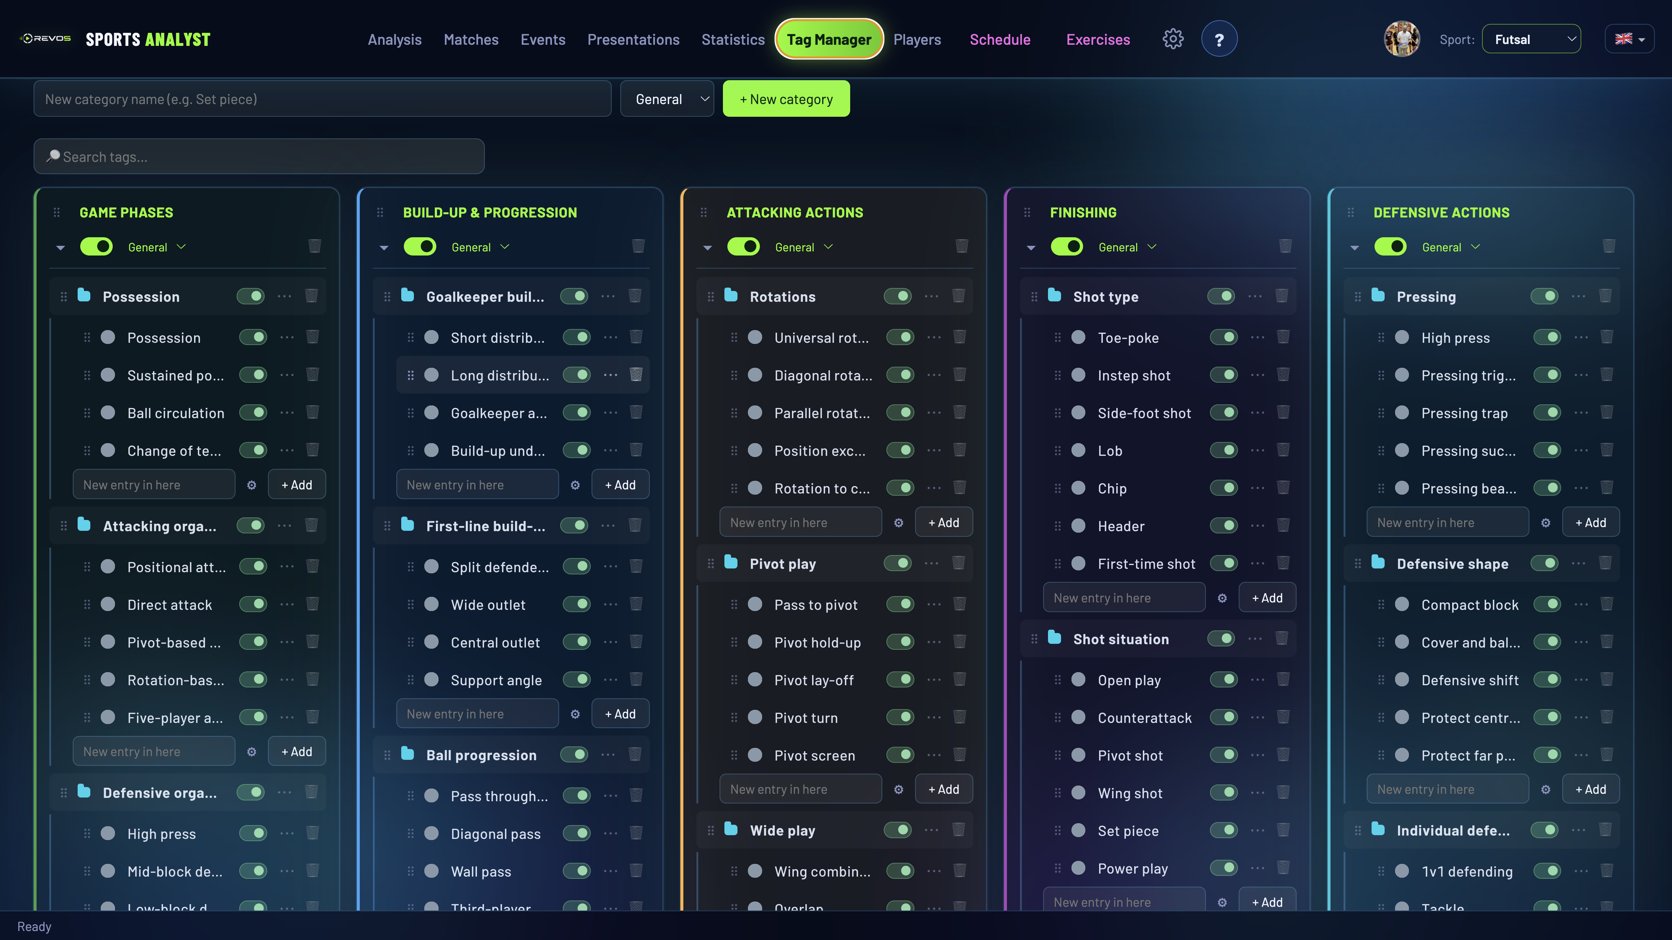 REVOS SPORTS ANALYST
Analysis Matches Events Presentations Statistics Tag Manager Players Schedule Exercises ? Sport: Futsal
New category name (e.g. Set piece) General + New category
Search tags...
GAME PHASES
General
Possession
Possession
Sustained po...
Ball circulation
Change of te...
New entry in here + Add
Attacking orga...
Positional att...
Direct attack
Pivot-based ...
Rotation-bas...
Five-player a...
New entry in here + Add
Defensive orga...
High press
Mid-block de...
Low-block d...
BUILD-UP & PROGRESSION
General
Goalkeeper buil...
Short distrib...
Long distribu...
Goalkeeper a...
Build-up und...
New entry in here + Add
First-line build-...
Split defende...
Wide outlet
Central outlet
Support angle
New entry in here + Add
Ball progression
Pass through...
Diagonal pass
Wall pass
Third-player
ATTACKING ACTIONS
General
Rotations
Universal rot...
Diagonal rota...
Parallel rotat...
Position exc...
Rotation to c...
New entry in here + Add
Pivot play
Pass to pivot
Pivot hold-up
Pivot lay-off
Pivot turn
Pivot screen
New entry in here + Add
Wide play
Wing combin...
Overlap
FINISHING
General
Shot type
Toe-poke
Instep shot
Side-foot shot
Lob
Chip
Header
First-time shot
New entry in here + Add
Shot situation
Open play
Counterattack
Pivot shot
Wing shot
Set piece
Power play
New entry in here + Add
DEFENSIVE ACTIONS
General
Pressing
High press
Pressing trig...
Pressing trap
Pressing suc...
Pressing bea...
New entry in here + Add
Defensive shape
Compact block
Cover and bal...
Defensive shift
Protect centr...
Protect far p...
New entry in here + Add
Individual defe...
1v1 defending
Tackle
Ready